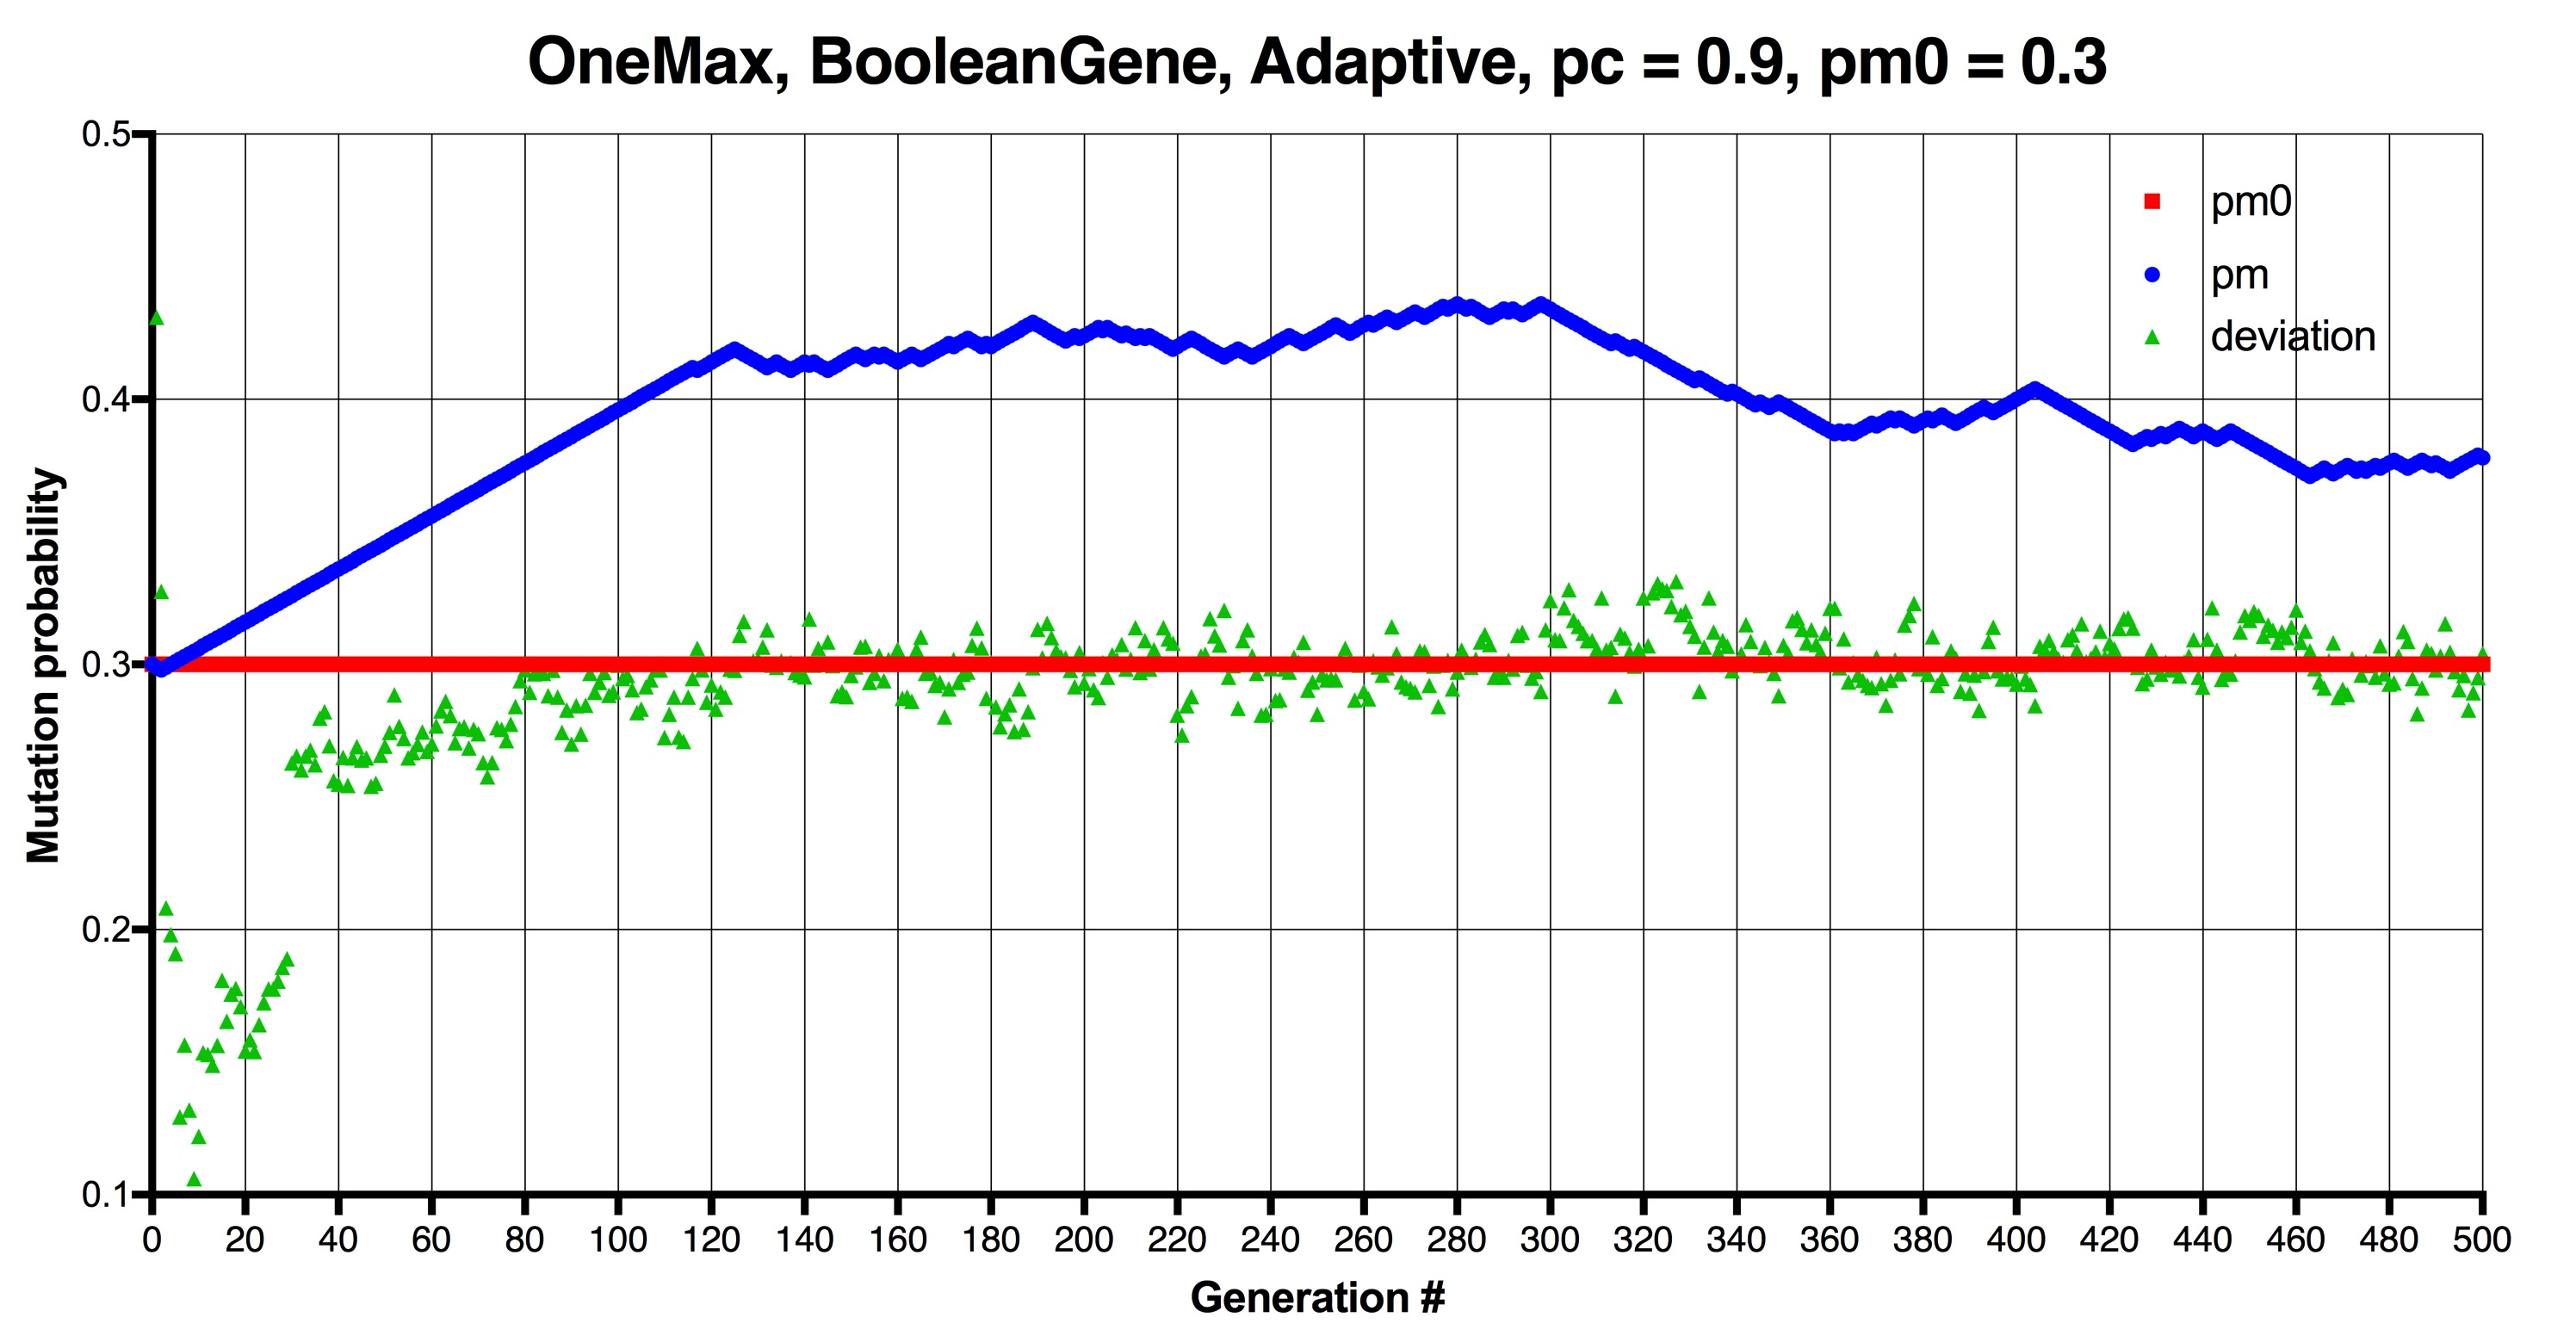 OneMax, BooleanGene, Adaptive, pc = 0.9, pm0 = 0.3
0.5
pm0
pm
deviation
0.4
Mutation probability
0.3
0.2
0.1
0 20 40 60 80 100 120 140 160 180 200 220 240 260 280 300 320 340 360 380 400 420 440 460 480 500
Generation #